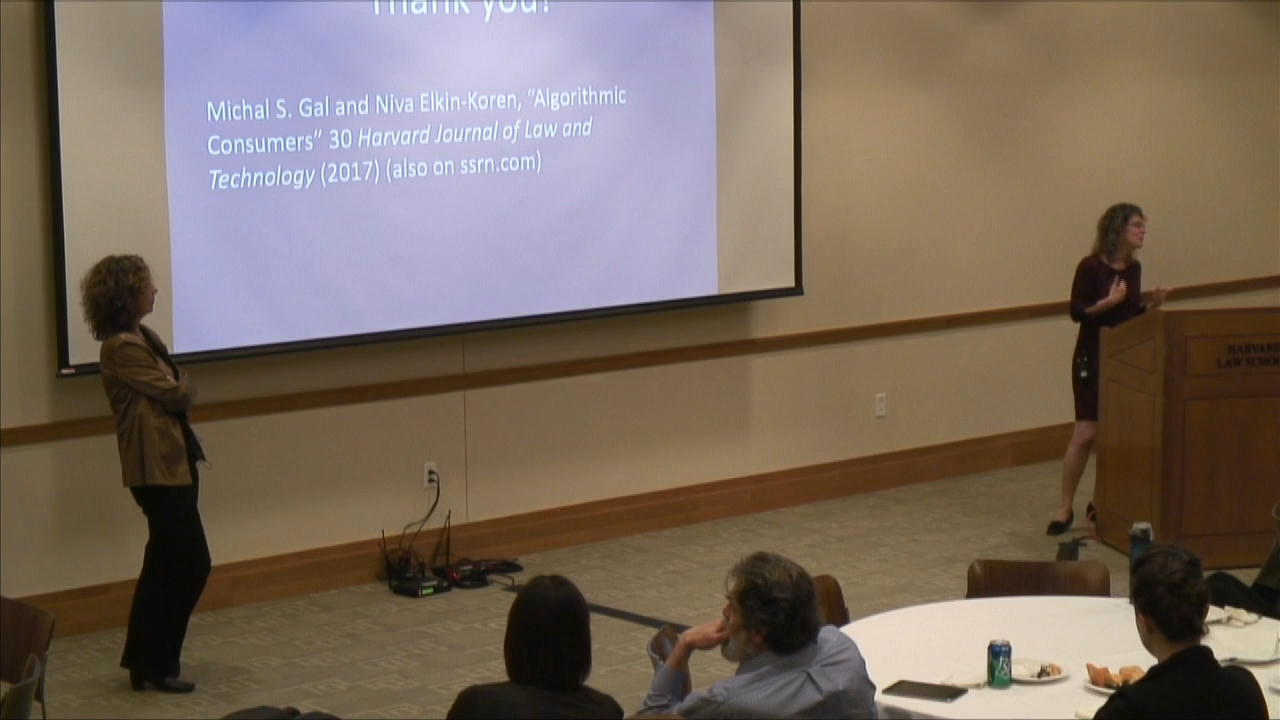 Thank you!
Michal S. Gal and Niva Elkin-Koren, “Algorithmic
Consumers” 30 Harvard Journal of Law and
Technology (2017) (also on ssrn.com)
HARVARD
LAW SCHOO